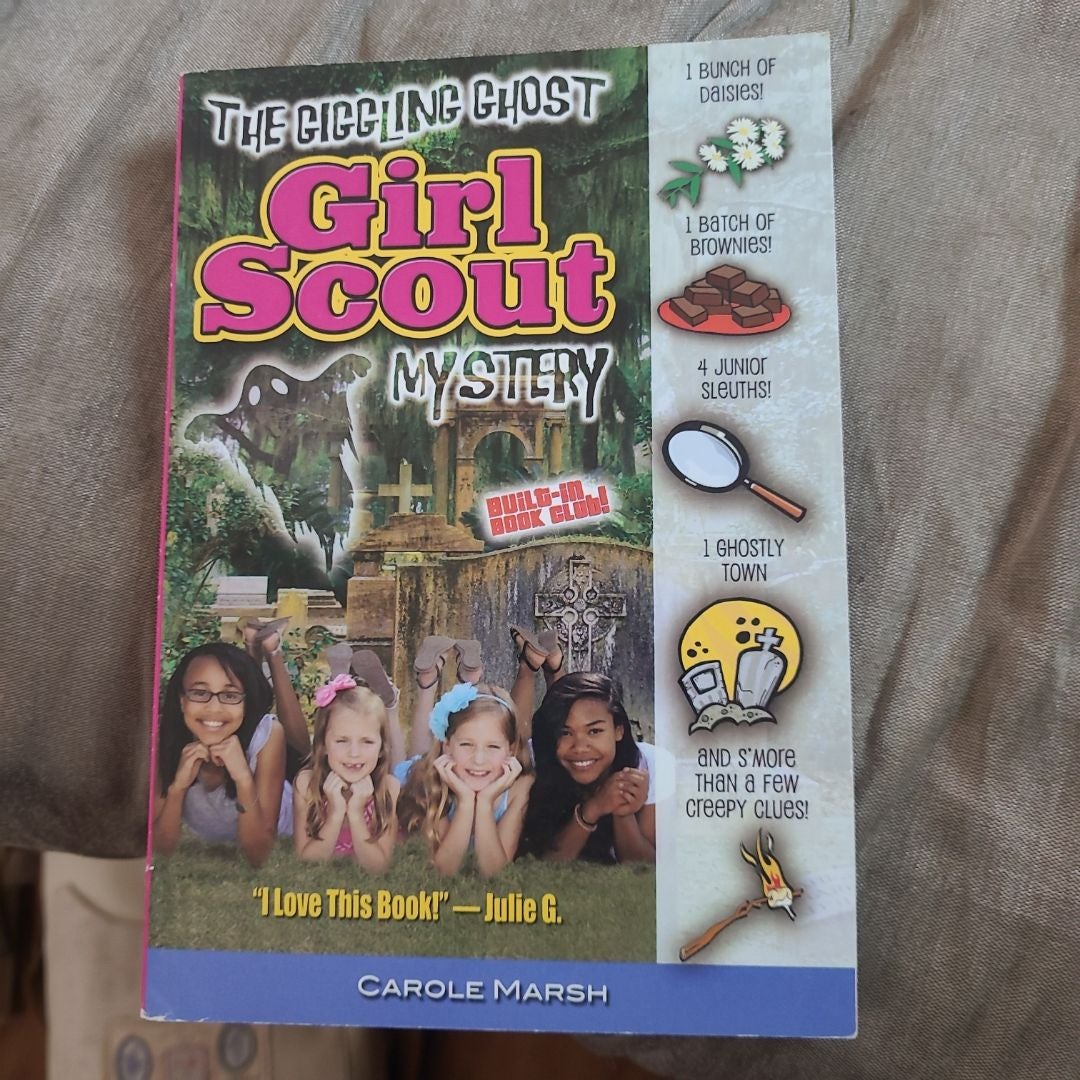 THE GIGGLING GHOST
Girl
Scout
MYSTERY
BUILT-IN
BOOK CLUB!
"I Love This Book!" — Julie G.
CAROLE MARSH
1 BUNCH OF
DaISIES!
1 BaTCH OF
BROWNIES!
4 JUNIOr
SLEUTHS!
1 GHOSTLY
TOWN
aND S'MOrE
THaN a FEW
CrEEPY CLUES!